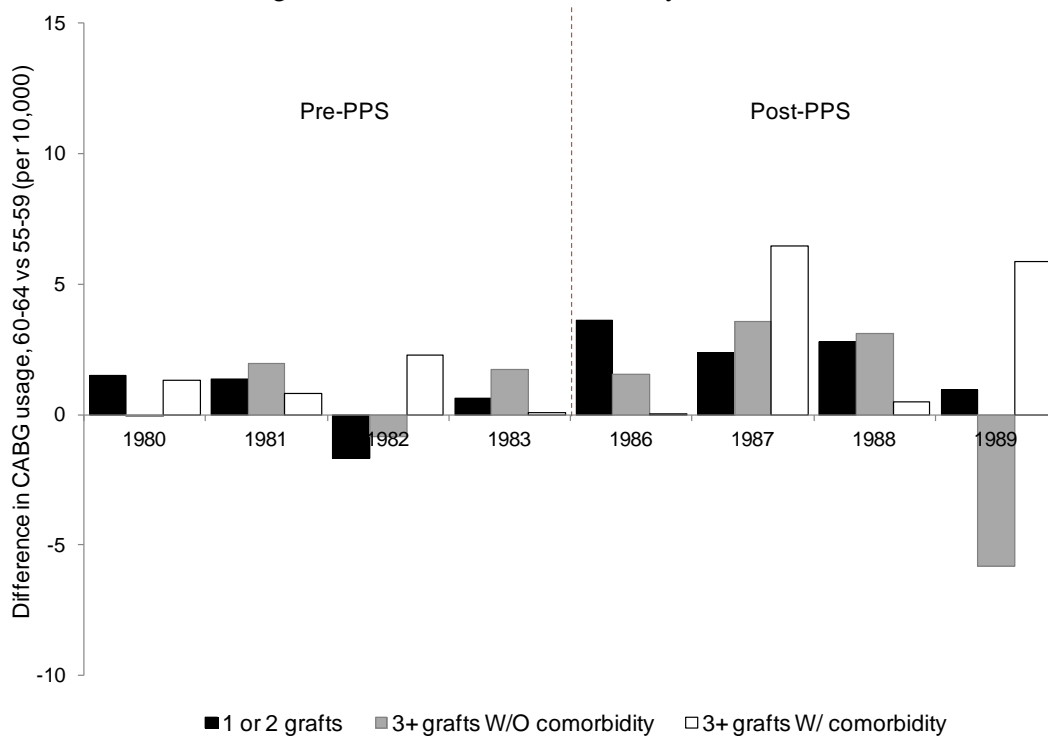 15
Pre-PPS
Post-PPS
10
5
0
-5
-10
Difference in CABG usage, 60-64 vs 55-59 (per 10,000)
1980
1981
1982
1983
1986
1987
1988
1989
1 or 2 grafts
3+ grafts W/O comorbidity
3+ grafts W/ comorbidity